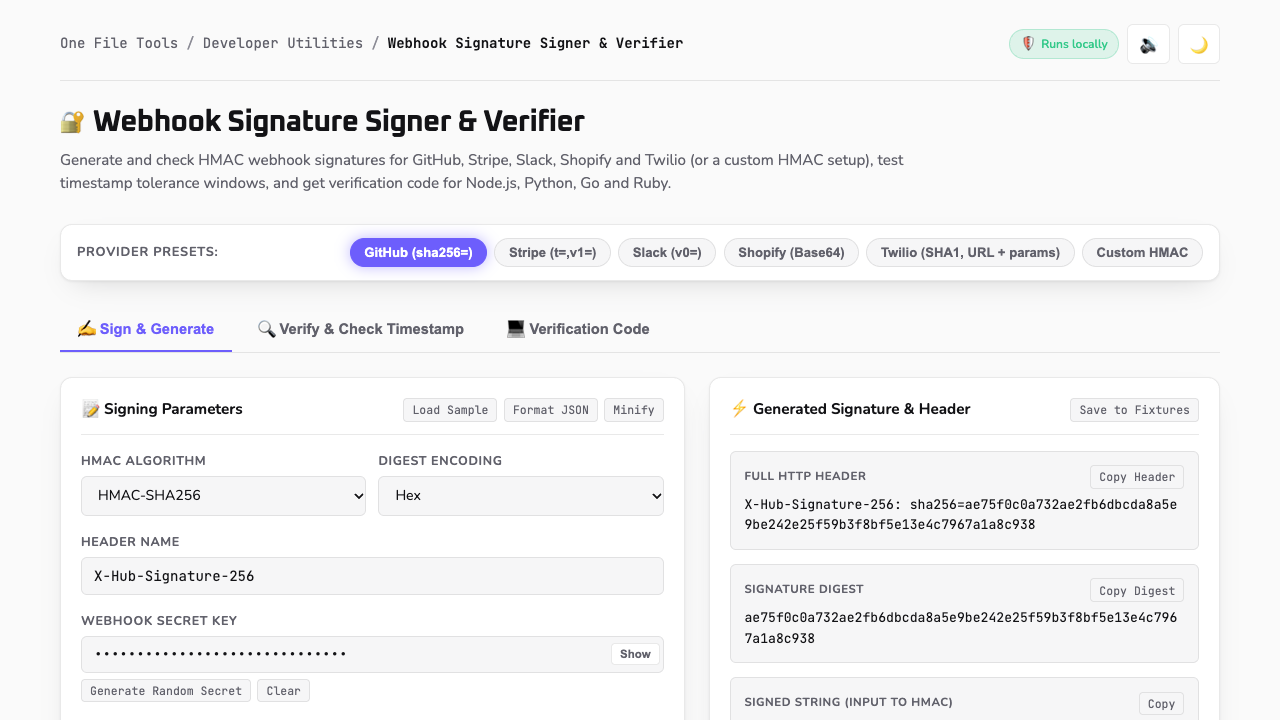 One File Tools / Developer Utilities / Webhook Signature Signer & Verifier
Runs locally
Webhook Signature Signer & Verifier
Generate and check HMAC webhook signatures for GitHub, Stripe, Slack, Shopify and Twilio (or a custom HMAC setup), test
timestamp tolerance windows, and get verification code for Node.js, Python, Go and Ruby.
PROVIDER PRESETS:
GitHub (sha256=)
Stripe (t=,v1=)
Slack (v0=)
Shopify (Base64)
Twilio (SHA1, URL + params)
Custom HMAC
Sign & Generate
Verify & Check Timestamp
Verification Code
Signing Parameters
Load Sample
Format JSON
Minify
HMAC ALGORITHM
DIGEST ENCODING
HMAC-SHA256
Hex
HEADER NAME
X-Hub-Signature-256
WEBHOOK SECRET KEY
••••••••••••••••••••••••••••••
Show
Generate Random Secret
Clear
Generated Signature & Header
Save to Fixtures
FULL HTTP HEADER
Copy Header
X-Hub-Signature-256: sha256=ae75f0c0a732ae2fb6dbcda8a5e
9be242e25f59b3f8bf5e13e4c7967a1a8c938
SIGNATURE DIGEST
Copy Digest
ae75f0c0a732ae2fb6dbcda8a5e9be242e25f59b3f8bf5e13e4c796
7a1a8c938
SIGNED STRING (INPUT TO HMAC)
Copy